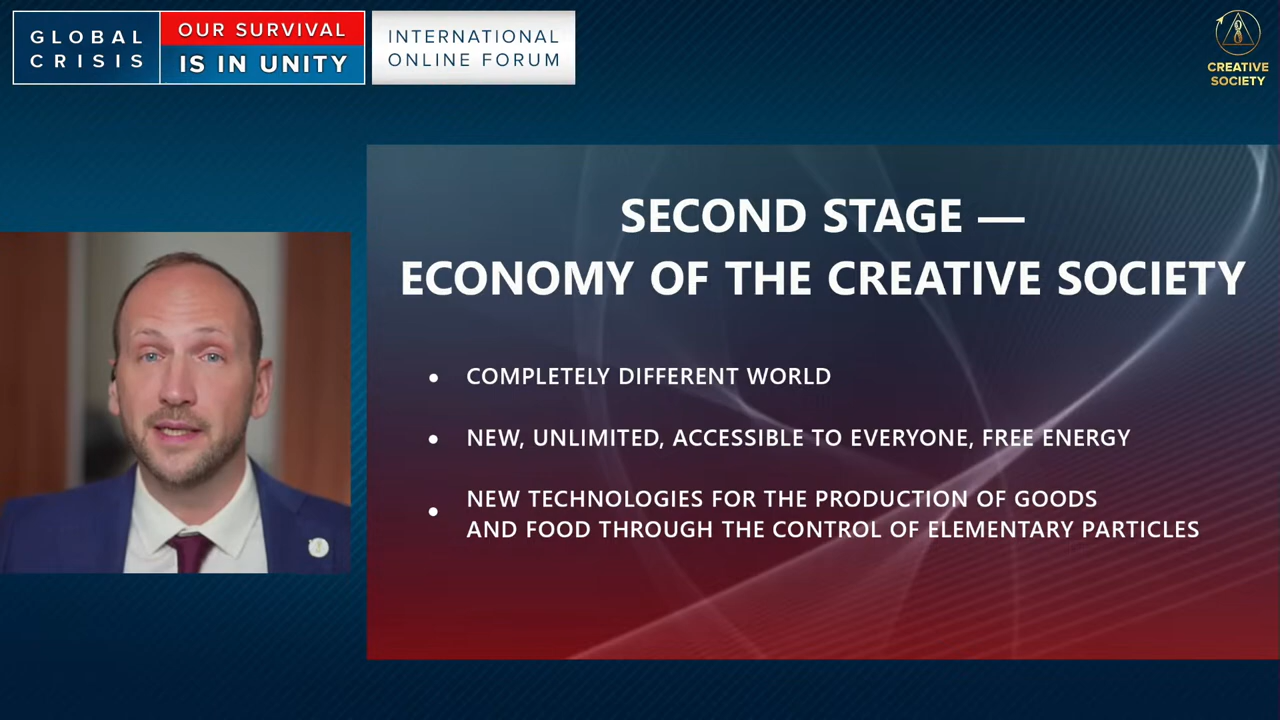 GLOBAL
CRISIS
OUR SURVIVAL
IS IN UNITY
INTERNATIONAL
ONLINE FORUM
CREATIVE
SOCIETY
SECOND STAGE —
ECONOMY OF THE CREATIVE SOCIETY
• COMPLETELY DIFFERENT WORLD
• NEW, UNLIMITED, ACCESSIBLE TO EVERYONE, FREE ENERGY
• NEW TECHNOLOGIES FOR THE PRODUCTION OF GOODS
AND FOOD THROUGH THE CONTROL OF ELEMENTARY PARTICLES